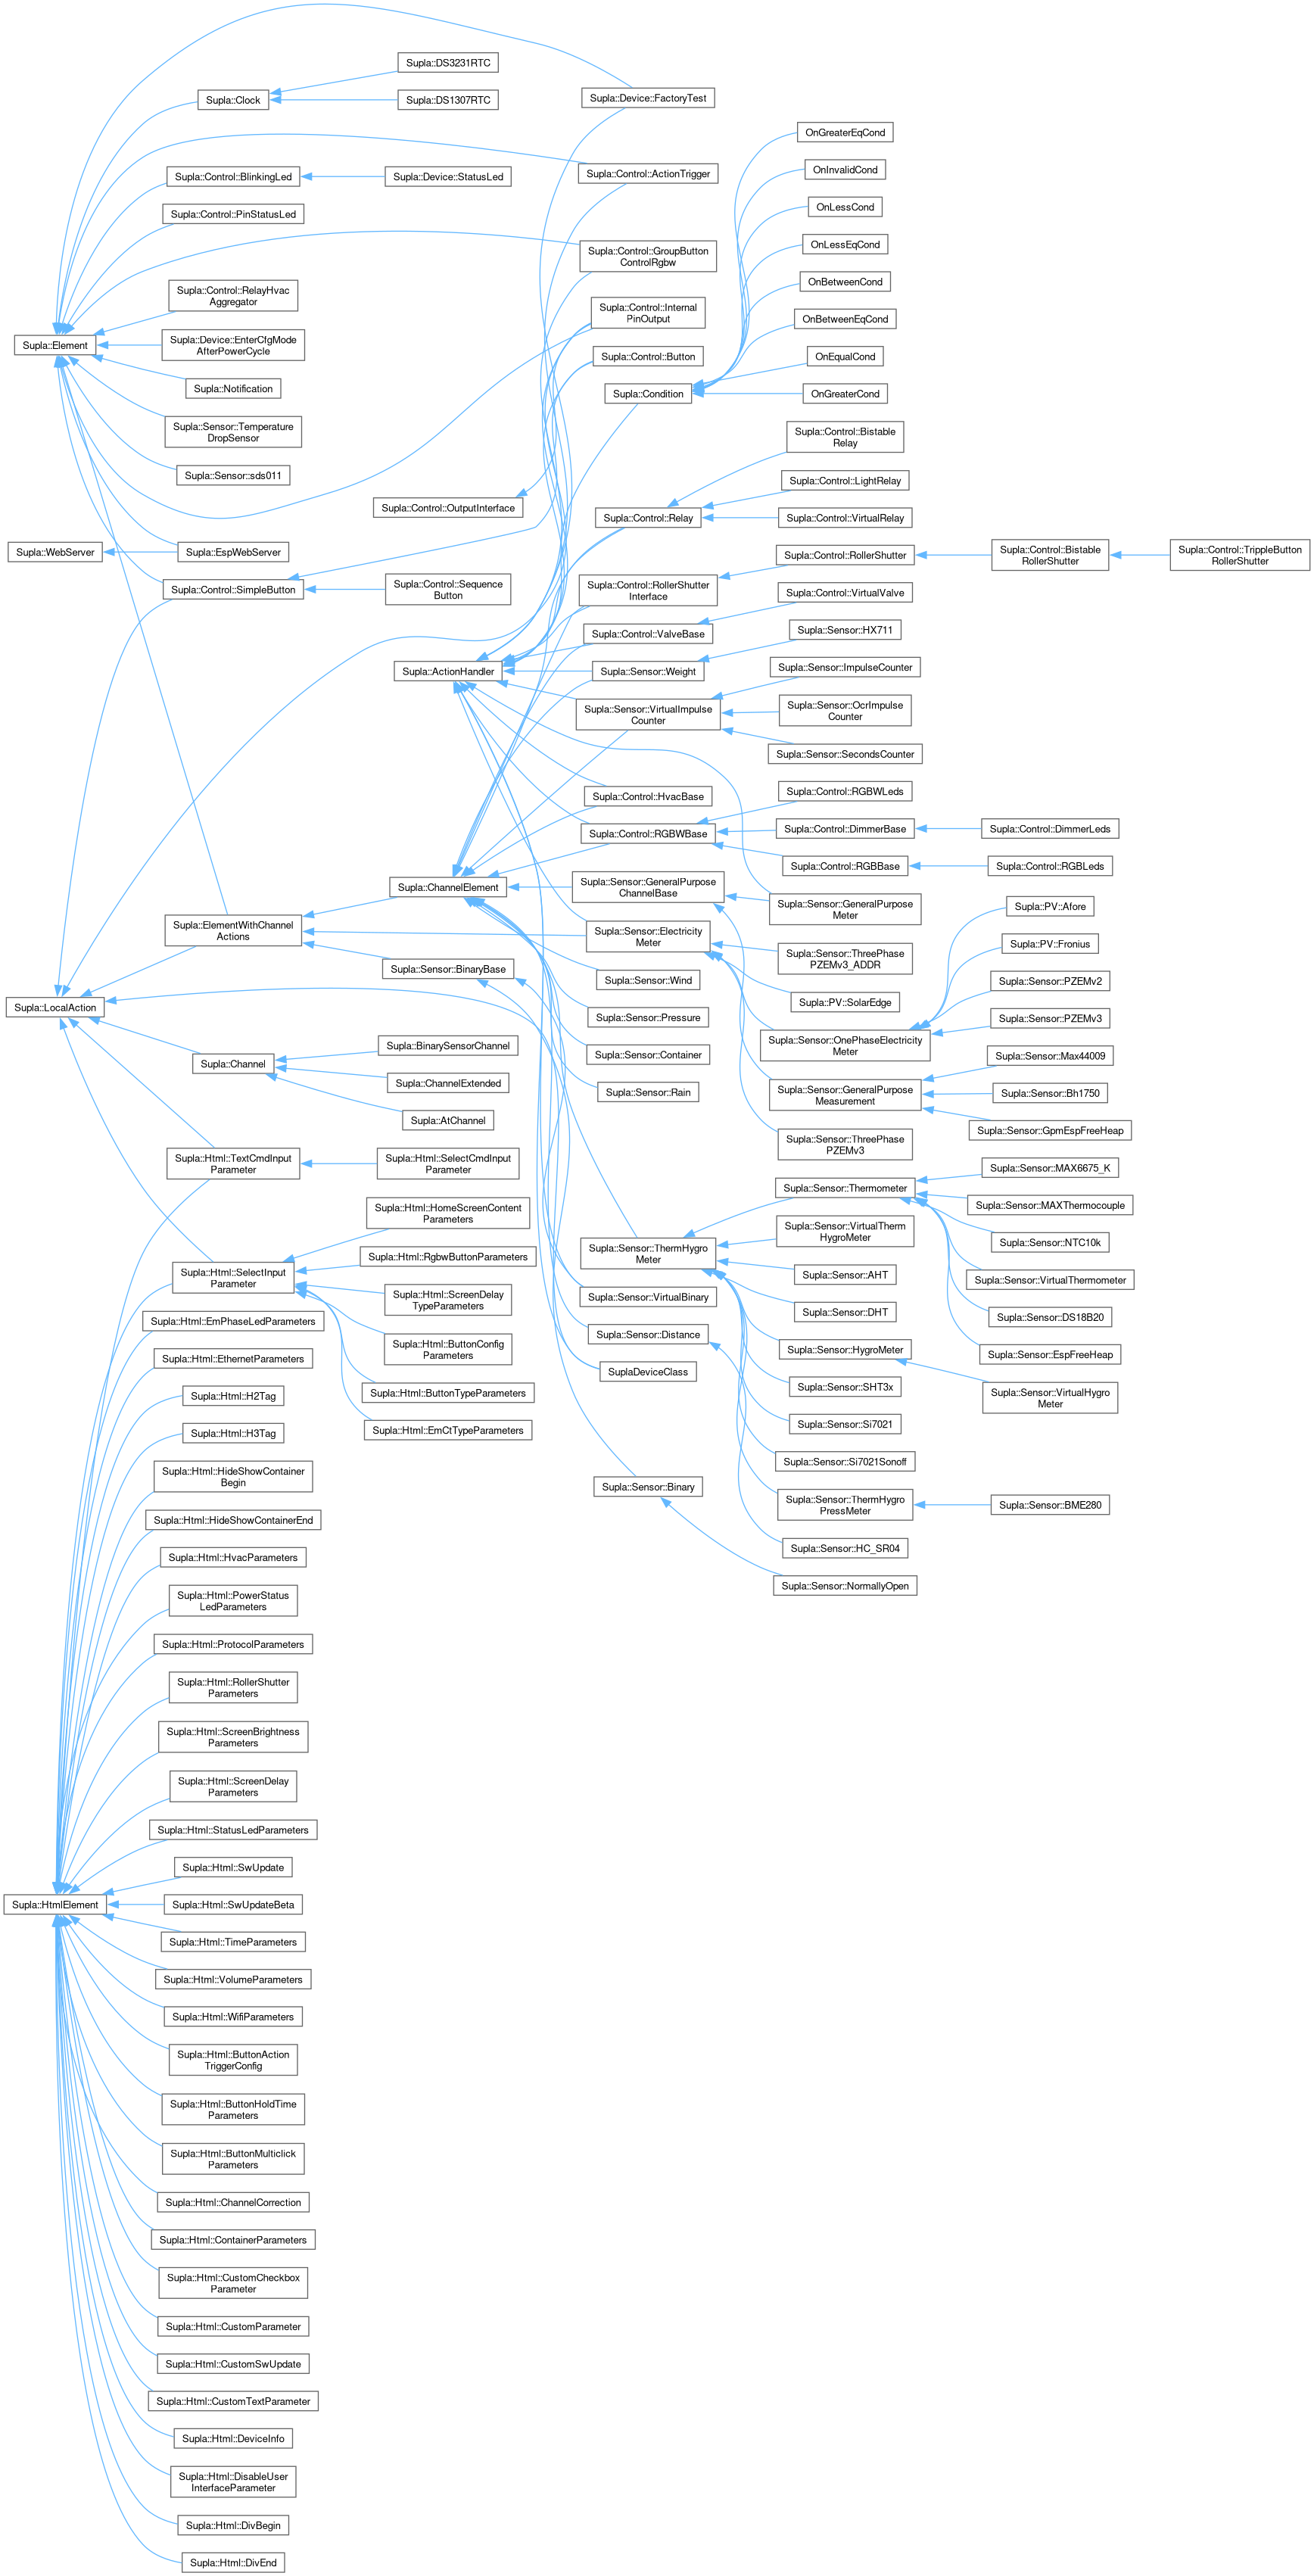 Supla::DS3231RTC
Supla::Clock
Supla::DS1307RTC
Supla::Device::FactoryTest
OnGreaterEqCond
Supla::Control::BlinkingLed
Supla::Device::StatusLed
Supla::Control::ActionTrigger
OnInvalidCond
Supla::Control::PinStatusLed
OnLessCond
Supla::Control::GroupButton
ControlRgbw
OnLessEqCond
Supla::Control::RelayHvac
Aggregator
OnBetweenCond
Supla::Control::Internal
PinOutput
OnBetweenEqCond
Supla::Element
Supla::Device::EnterCfgMode
AfterPowerCycle
Supla::Control::Button
OnEqualCond
Supla::Notification
Supla::Condition
OnGreaterCond
Supla::Sensor::Temperature
DropSensor
Supla::Control::Bistable
Relay
Supla::Sensor::sds011
Supla::Control::LightRelay
Supla::Control::OutputInterface
Supla::Control::Relay
Supla::Control::VirtualRelay
Supla::WebServer
Supla::EspWebServer
Supla::Control::RollerShutter
Supla::Control::Bistable
RollerShutter
Supla::Control::TrippleButton
RollerShutter
Supla::Control::SimpleButton
Supla::Control::Sequence
Button
Supla::Control::RollerShutter
Interface
Supla::Control::VirtualValve
Supla::Control::ValveBase
Supla::Sensor::HX711
Supla::ActionHandler
Supla::Sensor::Weight
Supla::Sensor::ImpulseCounter
Supla::Sensor::VirtualImpulse
Counter
Supla::Sensor::OcrImpulse
Counter
Supla::Sensor::SecondsCounter
Supla::Control::HvacBase
Supla::Control::RGBWLeds
Supla::Control::RGBWBase
Supla::Control::DimmerBase
Supla::Control::DimmerLeds
Supla::Control::RGBBase
Supla::Control::RGBLeds
Supla::ChannelElement
Supla::Sensor::GeneralPurpose
ChannelBase
Supla::Sensor::GeneralPurpose
Meter
Supla::PV::Afore
Supla::ElementWithChannel
Actions
Supla::Sensor::Electricity
Meter
Supla::Sensor::ThreePhase
PZEMv3_ADDR
Supla::PV::Fronius
Supla::Sensor::BinaryBase
Supla::Sensor::Wind
Supla::Sensor::PZEMv2
Supla::PV::SolarEdge
Supla::LocalAction
Supla::Sensor::Pressure
Supla::Sensor::PZEMv3
Supla::Sensor::OnePhaseElectricity
Meter
Supla::BinarySensorChannel
Supla::Channel
Supla::Sensor::Container
Supla::Sensor::Max44009
Supla::ChannelExtended
Supla::Sensor::Rain
Supla::Sensor::GeneralPurpose
Measurement
Supla::Sensor::Bh1750
Supla::AtChannel
Supla::Sensor::GpmEspFreeHeap
Supla::Sensor::ThreePhase
PZEMv3
Supla::Html::TextCmdInput
Parameter
Supla::Html::SelectCmdInput
Parameter
Supla::Sensor::MAX6675_K
Supla::Sensor::Thermometer
Supla::Sensor::MAXThermocouple
Supla::Html::HomeScreenContent
Parameters
Supla::Sensor::VirtualTherm
HygroMeter
Supla::Sensor::NTC10k
Supla::Html::RgbwButtonParameters
Supla::Sensor::ThermHygro
Meter
Supla::Html::SelectInput
Parameter
Supla::Sensor::AHT
Supla::Sensor::VirtualThermometer
Supla::Html::ScreenDelay
TypeParameters
Supla::Sensor::VirtualBinary
Supla::Sensor::DHT
Supla::Sensor::DS18B20
Supla::Html::EmPhaseLedParameters
Supla::Sensor::Distance
Supla::Html::ButtonConfig
Parameters
Supla::Sensor::HygroMeter
Supla::Sensor::EspFreeHeap
Supla::Html::EthernetParameters
SuplaDeviceClass
Supla::Sensor::SHT3x
Supla::Sensor::VirtualHygro
Meter
Supla::Html::H2Tag
Supla::Html::ButtonTypeParameters
Supla::Sensor::Si7021
Supla::Html::H3Tag
Supla::Html::EmCtTypeParameters
Supla::Sensor::Si7021Sonoff
Supla::Html::HideShowContainer
Begin
Supla::Sensor::Binary
Supla::Sensor::ThermHygro
PressMeter
Supla::Sensor::BME280
Supla::Html::HideShowContainerEnd
Supla::Sensor::HC_SR04
Supla::Html::HvacParameters
Supla::Sensor::NormallyOpen
Supla::Html::PowerStatus
LedParameters
Supla::Html::ProtocolParameters
Supla::Html::RollerShutter
Parameters
Supla::Html::ScreenBrightness
Parameters
Supla::Html::ScreenDelay
Parameters
Supla::Html::StatusLedParameters
Supla::Html::SwUpdate
Supla::HtmlElement
Supla::Html::SwUpdateBeta
Supla::Html::TimeParameters
Supla::Html::VolumeParameters
Supla::Html::WifiParameters
Supla::Html::ButtonAction
TriggerConfig
Supla::Html::ButtonHoldTime
Parameters
Supla::Html::ButtonMulticlick
Parameters
Supla::Html::ChannelCorrection
Supla::Html::ContainerParameters
Supla::Html::CustomCheckbox
Parameter
Supla::Html::CustomParameter
Supla::Html::CustomSwUpdate
Supla::Html::CustomTextParameter
Supla::Html::DeviceInfo
Supla::Html::DisableUser
InterfaceParameter
Supla::Html::DivBegin
Supla::Html::DivEnd